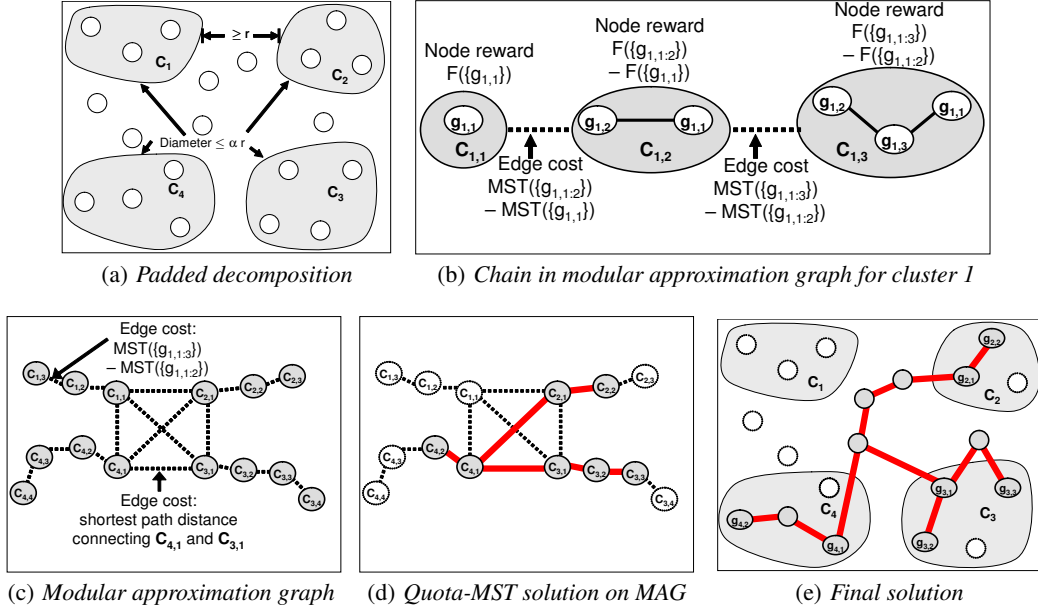 ≥ r
C1
C2
Diameter ≤ α r
C4
C3
(a) Padded decomposition
Node reward
F({g1,1})
Node reward
F({g1,1:2})
– F({g1,1})
Node reward
F({g1,1:3})
– F({g1,1:2})
g1,1
g1,2
g1,1
g1,2
g1,1
g1,3
C1,1
C1,2
C1,3
Edge cost
MST({g1,1:2})
– MST({g1,1})
Edge cost
MST({g1,1:3})
– MST({g1,1:2})
(b) Chain in modular approximation graph for cluster 1
Edge cost:
MST({g1,1:3})
– MST({g1,1:2})
C1,3
C1,2
C1,1
C2,1
C2,2
C2,3
C4,3
C4,2
C4,1
C3,1
C3,2
C3,3
C4,4
C3,4
Edge cost:
shortest path distance
connecting C4,1 and C3,1
(c) Modular approximation graph
C1,3
C1,2
C1,1
C2,1
C2,2
C2,3
C4,3
C4,2
C4,1
C3,1
C3,2
C3,3
C4,4
C3,4
(d) Quota-MST solution on MAG
C1
g2,2
g2,1
C2
C4
g4,2
g4,1
g3,1
g3,3
C3
g3,2
(e) Final solution